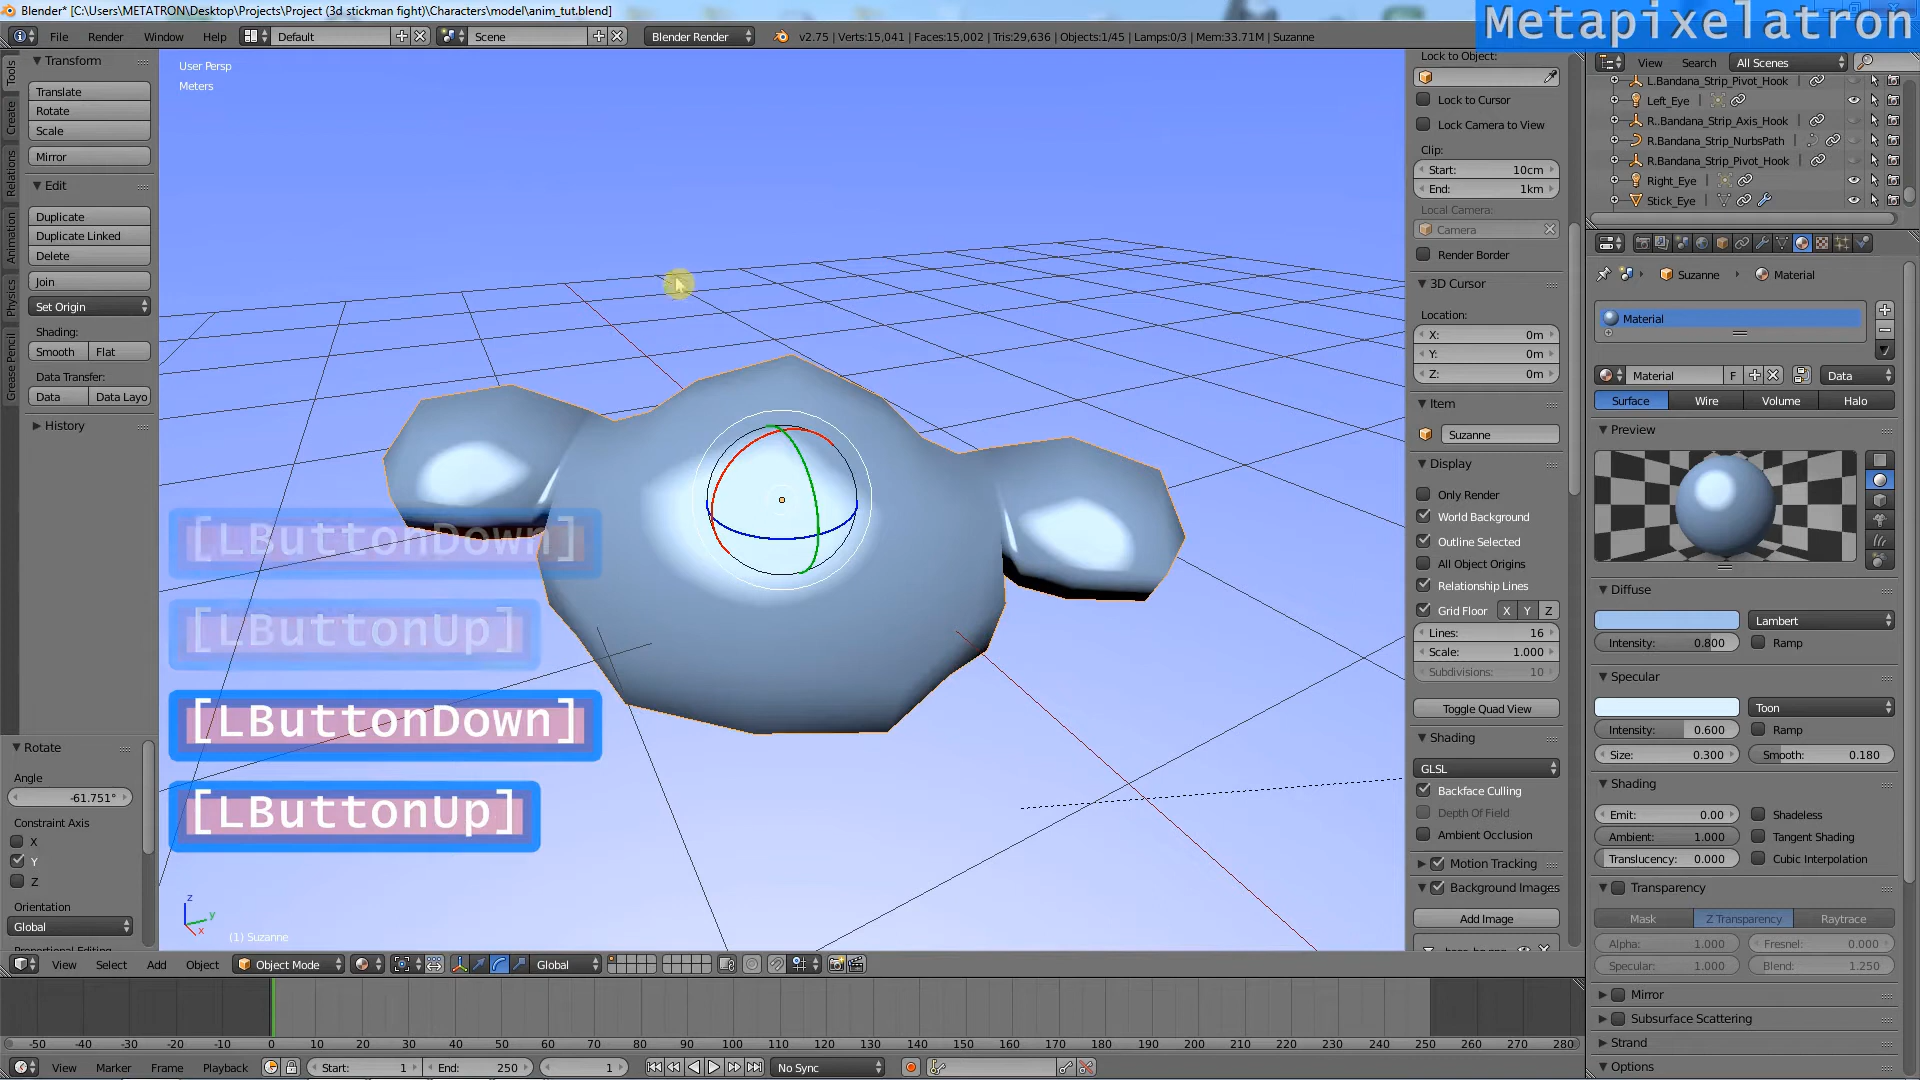 Blender* [C:\Users\METATRON\Desktop\Projects\Project (3d stickman fight)\Characters\model\anim_tut.blend]
Metapixelatron
File Render Window Help Default Scene Blender Render v2.75 | Verts:15,041 | Faces:15,002 | Tris:29,636 | Objects:1/45 | Lamps:0/3 | Mem:33.71M | Suzanne
Tools
Create
Relations
Animation
Physics
Grease Pencil
Transform
Translate
Rotate
Scale
Mirror
Edit
Duplicate
Duplicate Linked
Delete
Join
Set Origin
Shading:
Smooth Flat
Data Transfer:
Data Data Layo
History
Rotate
Angle
-61.751°
Constraint Axis
X
Y
Z
Orientation
Global
User Persp
Meters
[LButtonDown]
[LButtonUp]
[LButtonDown]
[LButtonUp]
z
y
x
(1) Suzanne
Lock to Object:
Lock to Cursor
Lock Camera to View
Clip:
Start: 10cm
End: 1km
Local Camera:
Camera
Render Border
3D Cursor
Location:
X: 0m
Y: 0m
Z: 0m
Item
Suzanne
Display
Only Render
World Background
Outline Selected
All Object Origins
Relationship Lines
Grid Floor X Y Z
Lines: 16
Scale: 1.000
Subdivisions: 10
Toggle Quad View
Shading
GLSL
Backface Culling
Depth Of Field
Ambient Occlusion
Motion Tracking
Background Images
Add Image
View Search All Scenes
L.Bandana_Strip_Pivot_Hook
Left_Eye
R..Bandana_Strip_Axis_Hook
R.Bandana_Strip_NurbsPath
R.Bandana_Strip_Pivot_Hook
Right_Eye
Stick_Eye
Suzanne Material
Material
Material F Data
Surface Wire Volume Halo
Preview
Diffuse
Lambert
Intensity: 0.800 Ramp
Specular
Toon
Intensity: 0.600 Ramp
Size: 0.300 Smooth: 0.180
Shading
Emit: 0.00 Shadeless
Ambient: 1.000 Tangent Shading
Translucency: 0.000 Cubic Interpolation
Transparency
Mask Z Transparency Raytrace
Alpha: 1.000 Fresnel: 0.000
Specular: 1.000 Blend: 1.250
Mirror
Subsurface Scattering
Strand
Options
View Select Add Object Object Mode Global
-50 -40 -30 -20 -10 0 10 20 30 40 50 60 70 80 90 100 110 120 130 140 150 160 170 180 190 200 210 220 230 240 250 260 270 280
View Marker Frame Playback Start: 1 End: 250 1 No Sync